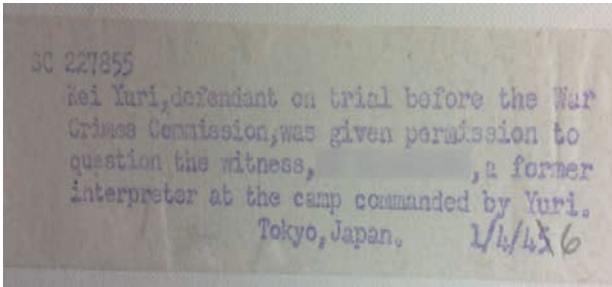 SC 227855
Kei Yuri,defendant on trial before the War
Crimes Commission,was given permission to
question the witness, ,a former
interpreter at the camp commanded by Yuri.
Tokyo,Japan. 1/4/46